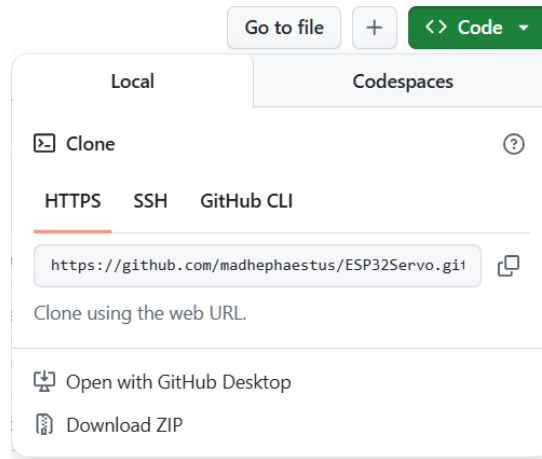 Go to file + <> Code
Local Codespaces
Clone
HTTPS SSH GitHub CLI
https://github.com/madhephaestus/ESP32Servo.git
Clone using the web URL.
Open with GitHub Desktop
Download ZIP